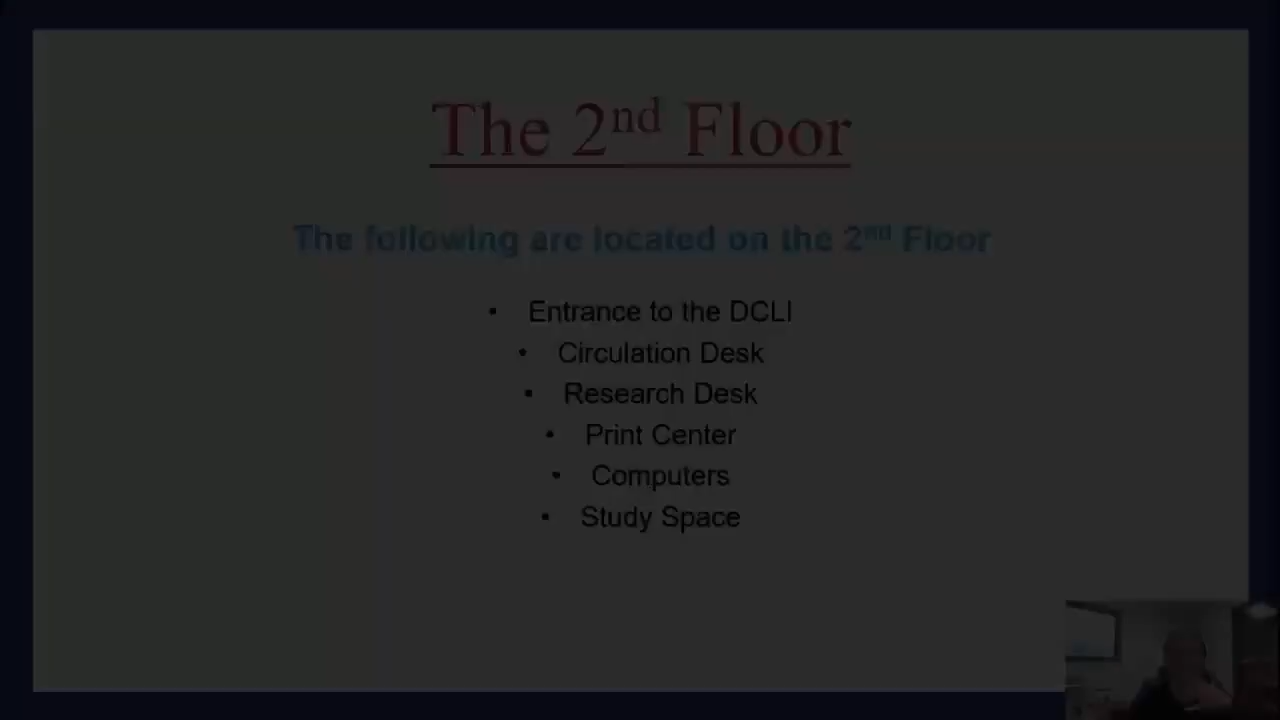 The 2nd Floor
The following are located on the 2nd Floor
• Entrance to the DCLI
• Circulation Desk
• Research Desk
• Print Center
• Computers
• Study Space